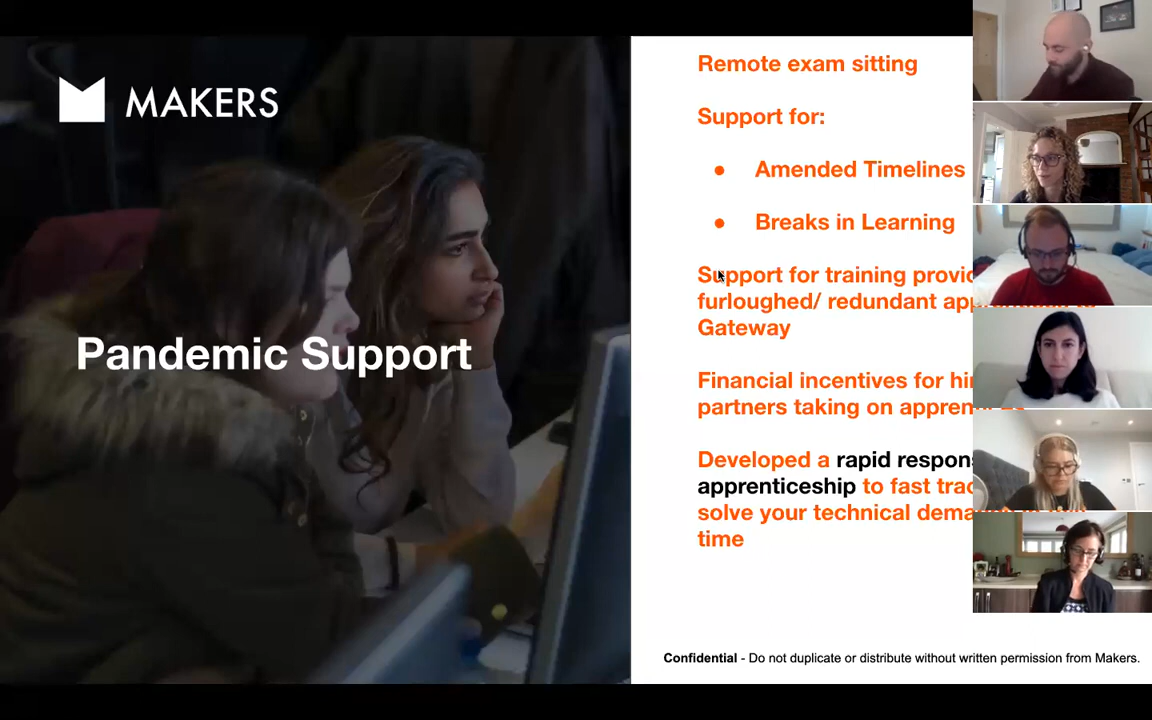 MAKERS
Pandemic Support
Remote exam sitting
Support for:
● Amended Timelines
● Breaks in Learning
Support for training
furloughed/ redundant
Gateway
Financial incentives for
partners taking on
Developed a rapid
apprenticeship to fast
solve your technical
time
Confidential - Do not duplicate or distribute without written permission from Makers.